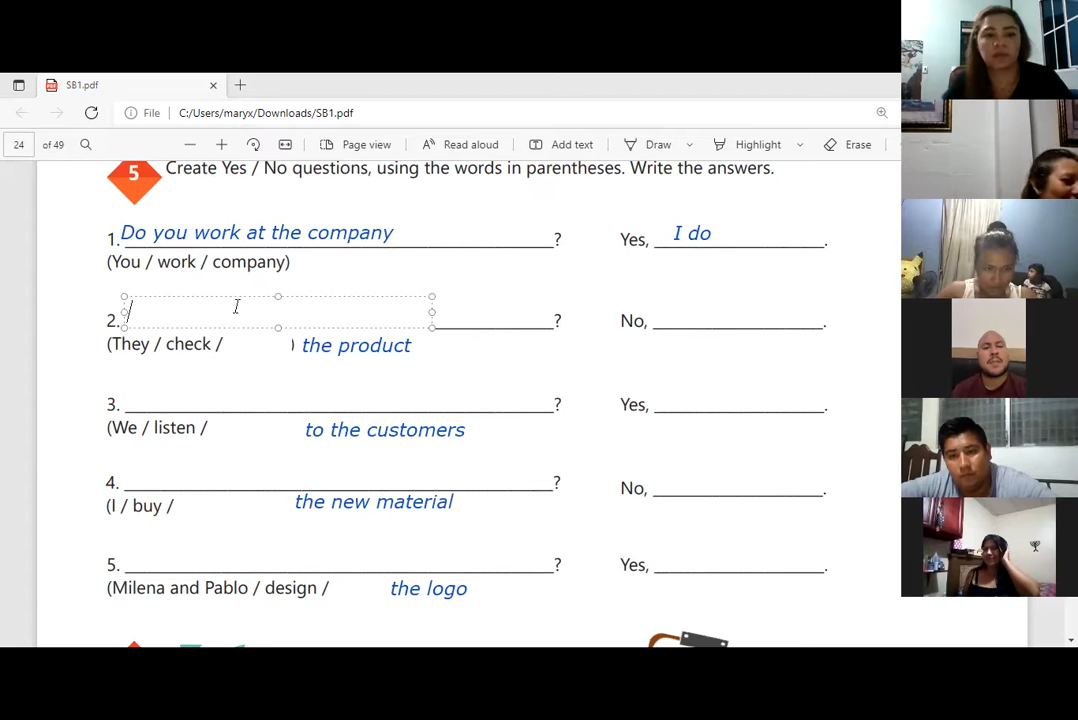 SB1.pdf
File C:/Users/maryx/Downloads/SB1.pdf
24 of 49 Page view Read aloud Add text Draw Highlight Erase
5 Create Yes / No questions, using the words in parentheses. Write the answers.
1. Do you work at the company ? Yes, I do .
(You / work / company)
2. ? No, .
(They / check / ) the product
3. ? Yes, .
(We / listen / to the customers
4. ? No, .
(I / buy / the new material
5. ? Yes, .
(Milena and Pablo / design / the logo